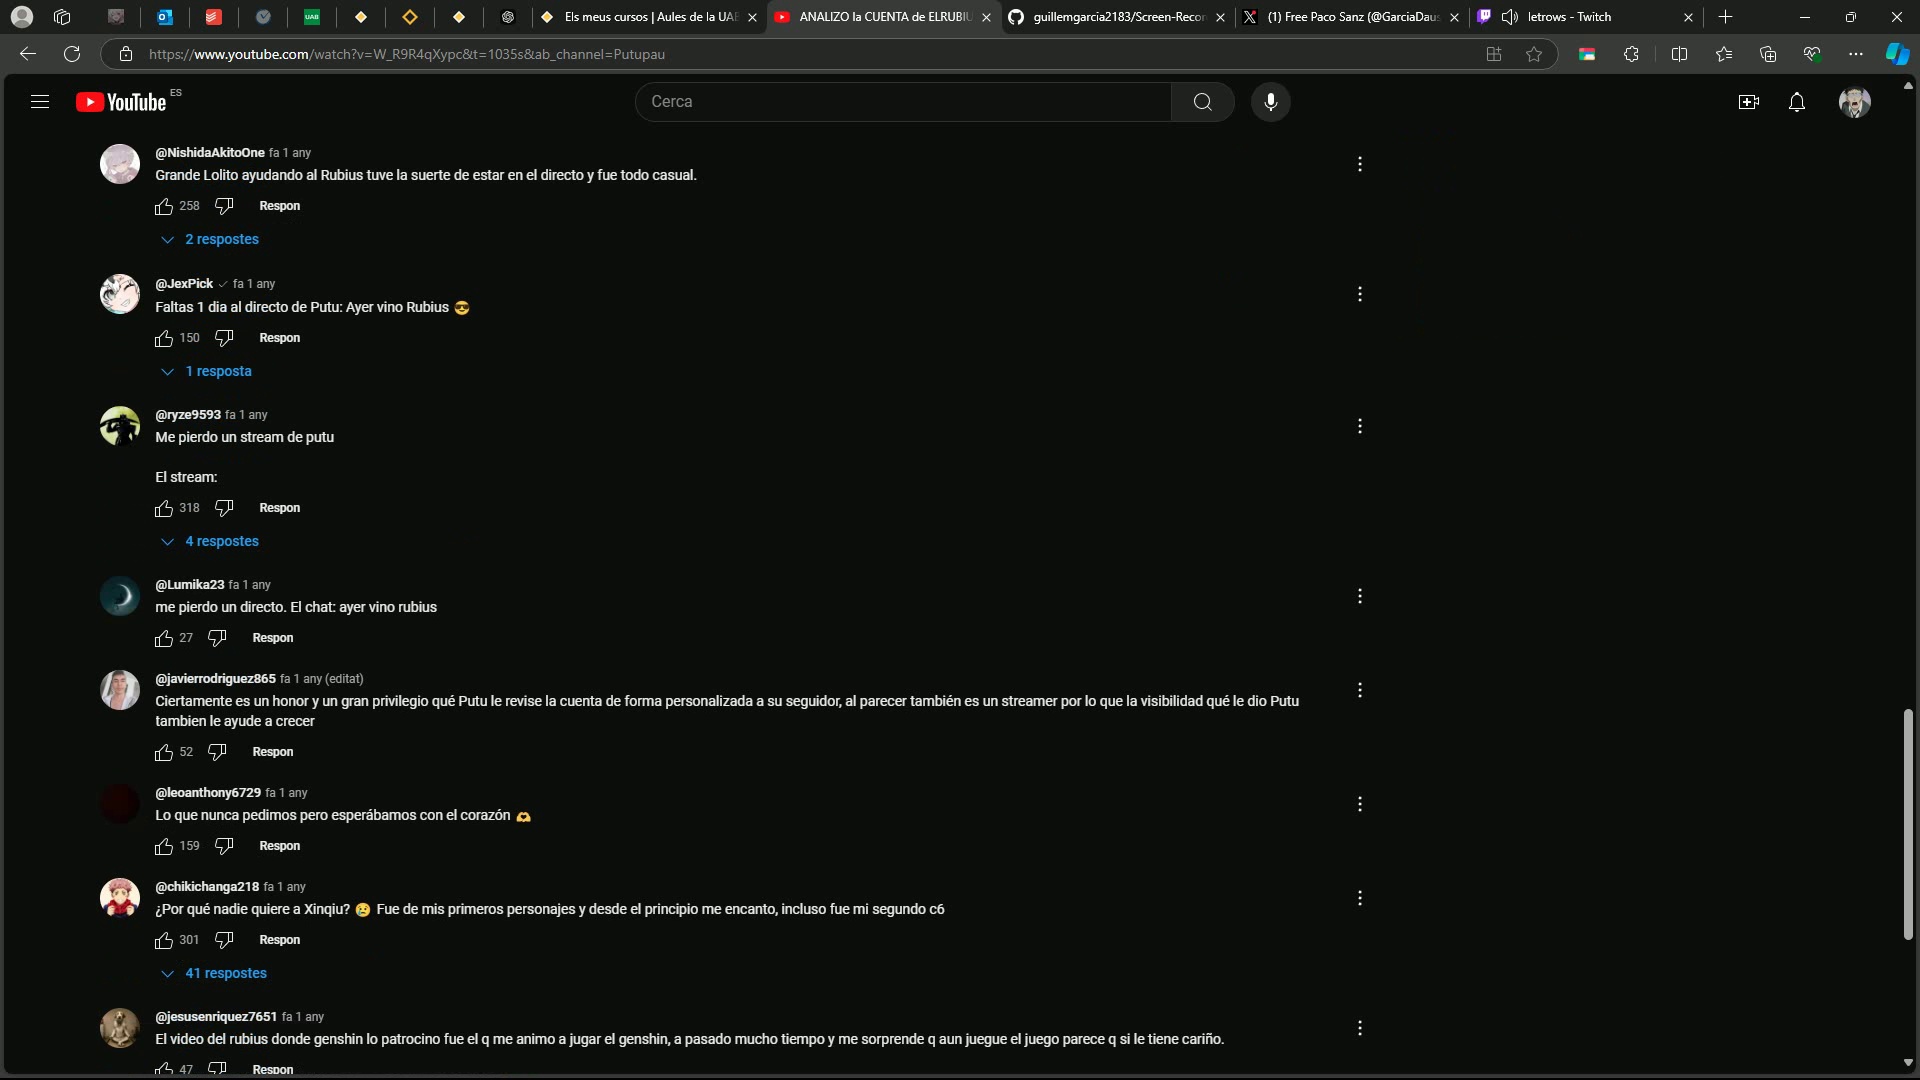 UAB
Els meus cursos | Aules de la UAB
ANALIZO la CUENTA de ELRUBIU
guillemgarcia2183/Screen-Recor
(1) Free Paco Sanz (@GarciaDaus
letrows - Twitch
https://www.youtube.com/watch?v=W_R9R4qXypc&t=1035s&ab_channel=Putupau
YouTube ES
Cerca
@NishidaAkitoOne fa 1 any
Grande Lolito ayudando al Rubius tuve la suerte de estar en el directo y fue todo casual.
258 Respon
2 respostes
@JexPick fa 1 any
Faltas 1 dia al directo de Putu: Ayer vino Rubius 😎
150 Respon
1 resposta
@ryze9593 fa 1 any
Me pierdo un stream de putu
El stream:
318 Respon
4 respostes
@Lumika23 fa 1 any
me pierdo un directo. El chat: ayer vino rubius
27 Respon
@javierrodriguez865 fa 1 any (editat)
Ciertamente es un honor y un gran privilegio qué Putu le revise la cuenta de forma personalizada a su seguidor, al parecer también es un streamer por lo que la visibilidad qué le dio Putu
tambien le ayude a crecer
52 Respon
@leoanthony6729 fa 1 any
Lo que nunca pedimos pero esperábamos con el corazón 🫶
159 Respon
@chikichanga218 fa 1 any
¿Por qué nadie quiere a Xinqiu? 😢 Fue de mis primeros personajes y desde el principio me encanto, incluso fue mi segundo c6
301 Respon
41 respostes
@jesusenriquez7651 fa 1 any
El video del rubius donde genshin lo patrocino fue el q me animo a jugar el genshin, a pasado mucho tiempo y me sorprende q aun juegue el juego parece q si le tiene cariño.
47 Respon